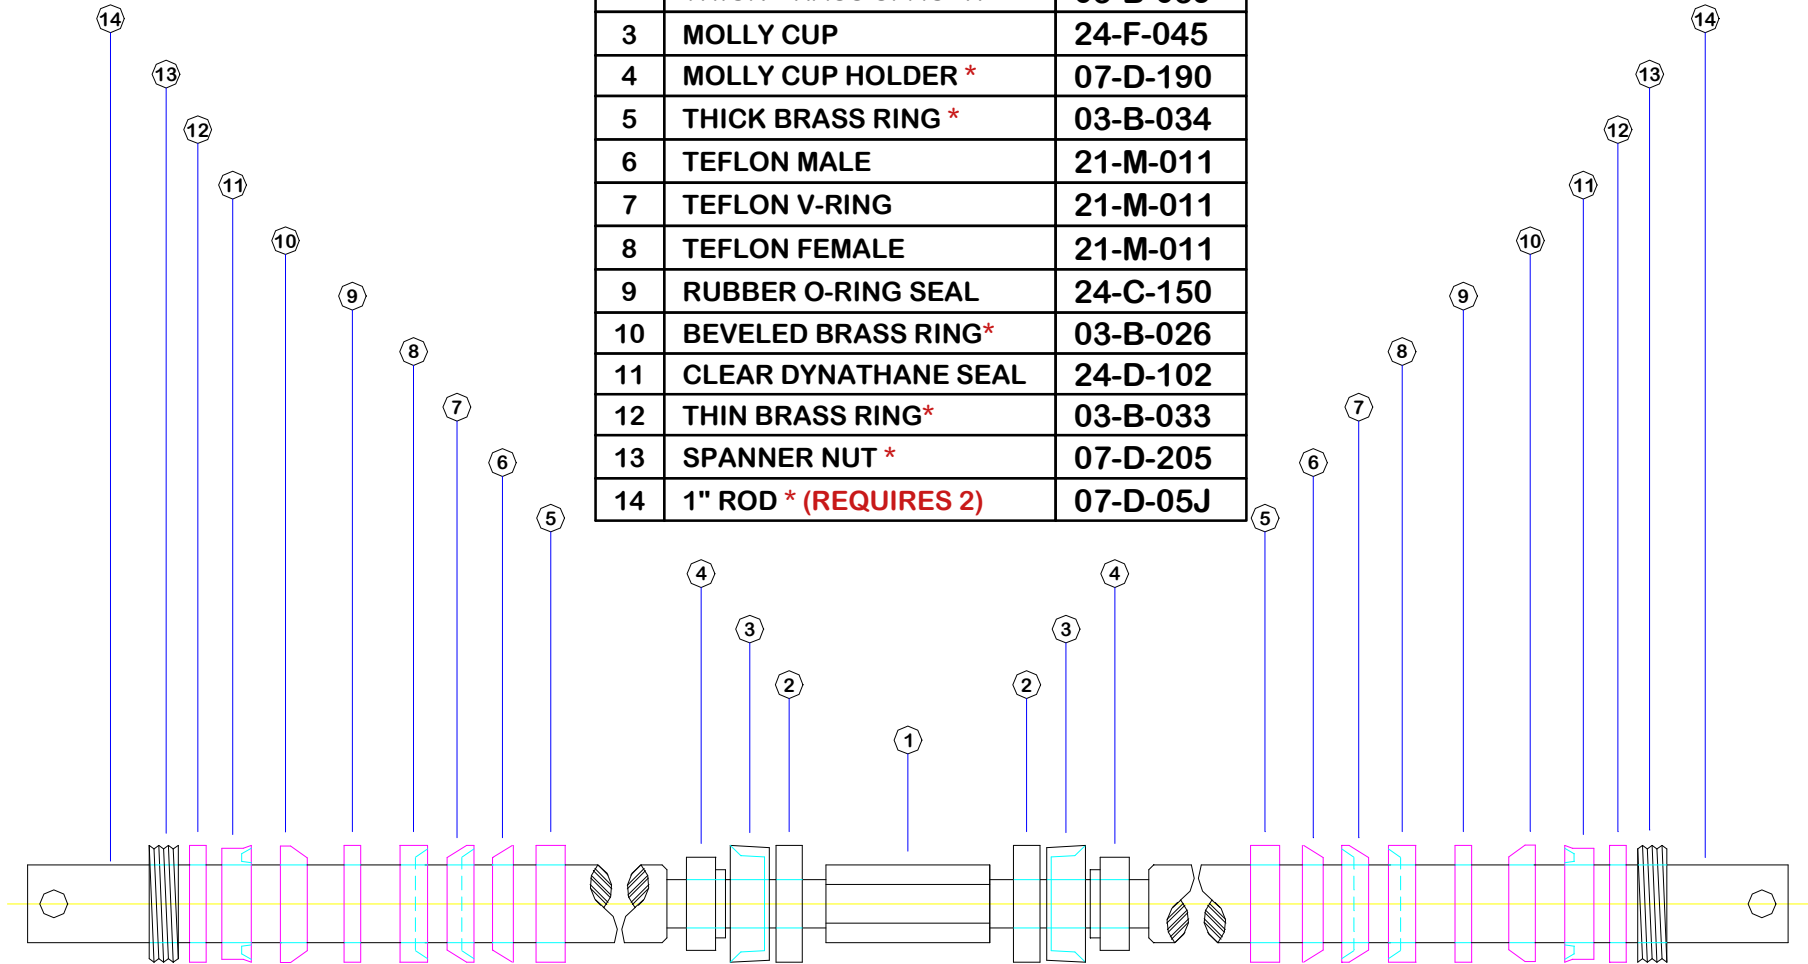 3 MOLLY CUP 24-F-045
4 MOLLY CUP HOLDER * 07-D-190
5 THICK BRASS RING * 03-B-034
6 TEFLON MALE 21-M-011
7 TEFLON V-RING 21-M-011
8 TEFLON FEMALE 21-M-011
9 RUBBER O-RING SEAL 24-C-150
10 BEVELED BRASS RING* 03-B-026
11 CLEAR DYNATHANE SEAL 24-D-102
12 THIN BRASS RING* 03-B-033
13 SPANNER NUT * 07-D-205
14 1" ROD * (REQUIRES 2) 07-D-05J
14 14
13 13
12 12
11 11
10 10
9 9
8 8
7 7
6 6
5 5
4 4
3 3
2 2
1